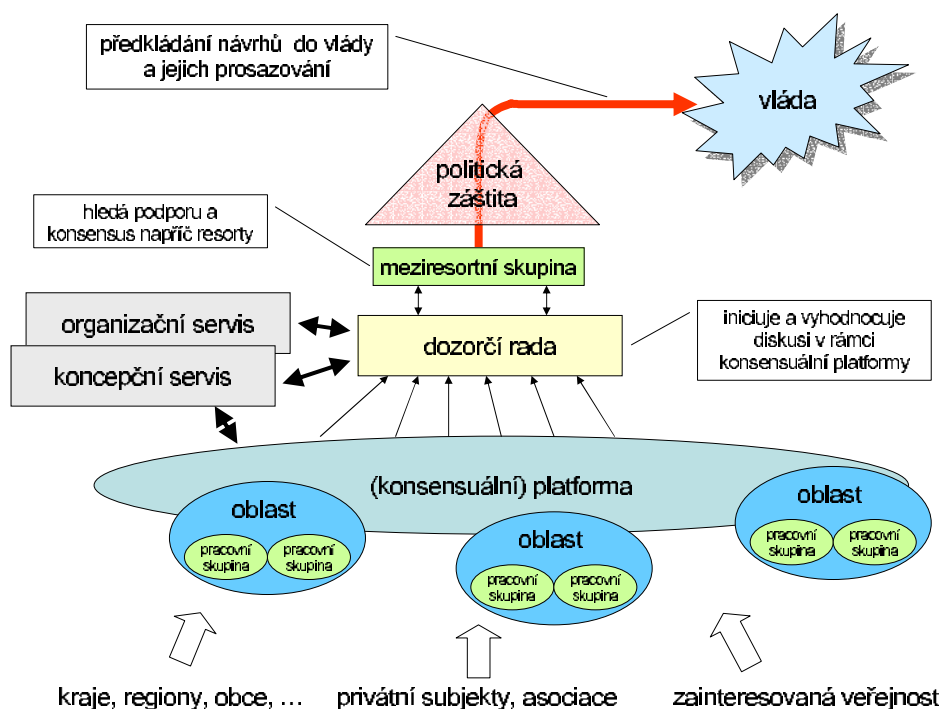 předkládání návrhů do vlády
a jejich prosazování
vláda
politická
záštita
hledá podporu a
konsensus napříč resorty
meziresortní skupina
organizační servis
dozorčí rada
iniciuje a vyhodnocuje
diskusi v rámci
konsensuální platformy
koncepční servis
(konsensuální) platforma
oblast
pracovní
skupina
pracovní
skupina
oblast
pracovní
skupina
pracovní
skupina
oblast
pracovní
skupina
pracovní
skupina
kraje, regiony, obce, ...
privátní subjekty, asociace
zainteresovaná veřejnost